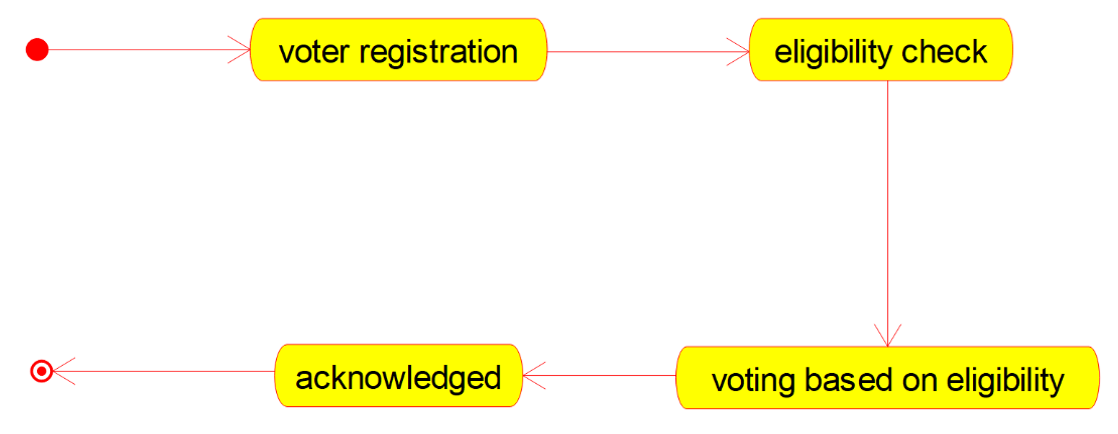 voter registration
eligibility check
voting based on eligibility
acknowledged